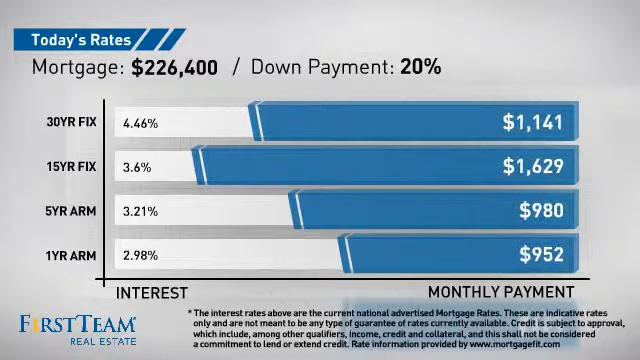 Today's Rates
Mortgage: $226,400 / Down Payment: 20%
30YR FIX 4.46% $1,141
15YR FIX 3.6% $1,629
5YR ARM 3.21% $980
1YR ARM 2.98% $952
INTEREST MONTHLY PAYMENT
* The interest rates above are the current national advertised Mortgage Rates. These are indicative rates
only and are not meant to be any type of guarantee of rates currently available. Credit is subject to approval,
which include, among other qualifiers, income, credit and collateral, and this shall not be considered
a commitment to lend or extend credit. Rate information provided by www.mortgagefit.com
FIRSTTEAM®
REAL ESTATE